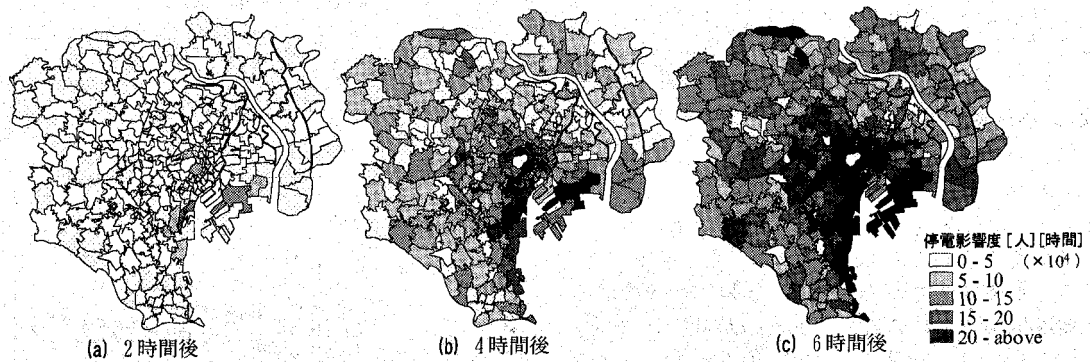 停電影響度 [人] [時間]
(×10⁴)
0 - 5
5 - 10
10 - 15
15 - 20
20 - above
(a) 2時間後
(b) 4時間後
(c) 6時間後